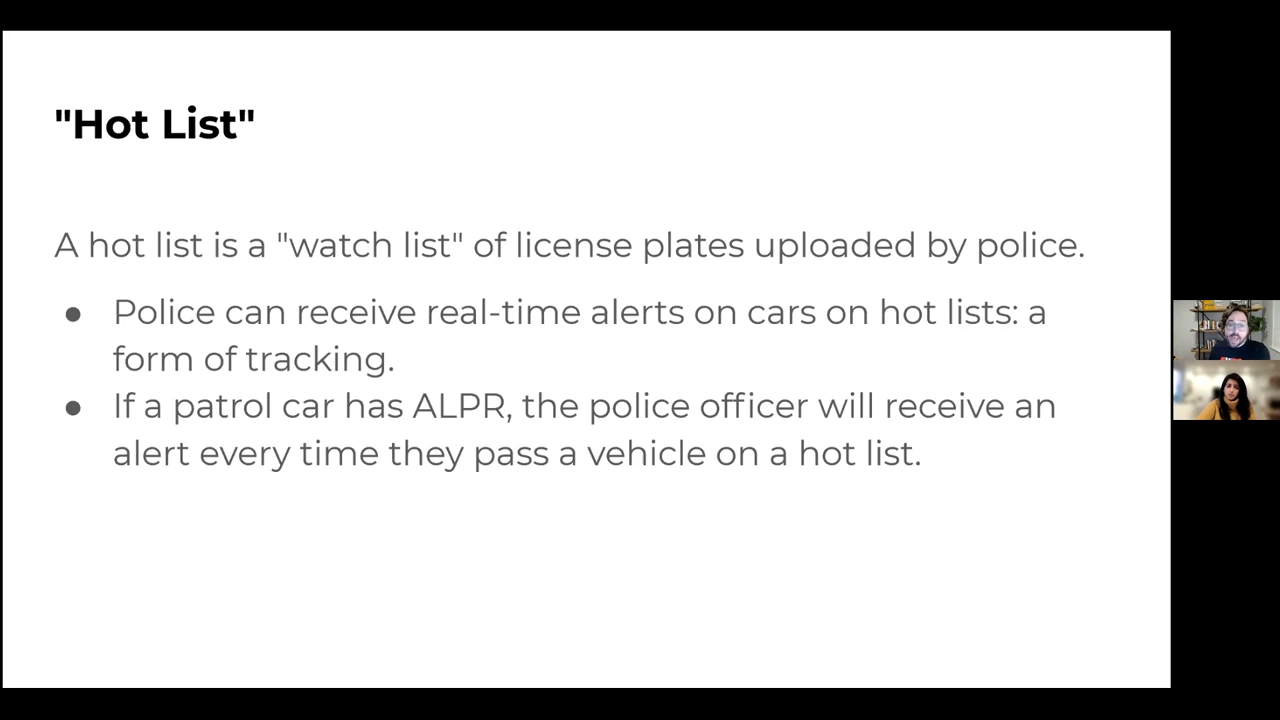 "Hot List"
A hot list is a "watch list" of license plates uploaded by police.
● Police can receive real-time alerts on cars on hot lists: a
form of tracking.
● If a patrol car has ALPR, the police officer will receive an
alert every time they pass a vehicle on a hot list.